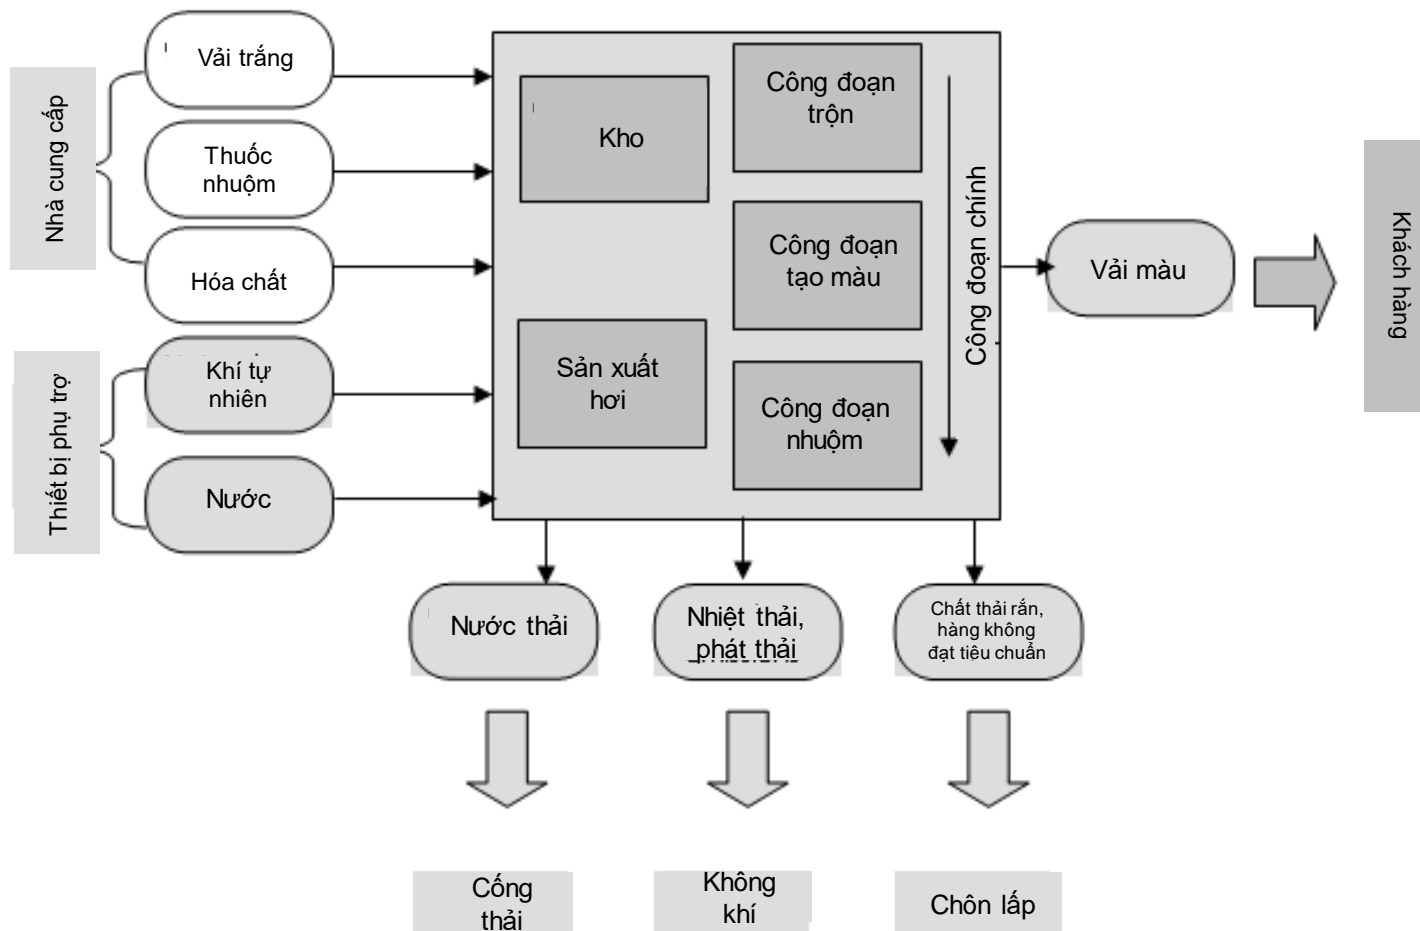 Nhà cung cấp
Vải trắng
Thuốc
nhuộm
Hóa chất
Thiết bị phụ trợ
Khí tự
nhiên
Nước
Kho
Sản xuất
hơi
Công đoạn
trộn
Công đoạn
tạo màu
Công đoạn
nhuộm
Công đoạn chính
Vải màu
Khách hàng
Nước thải
Nhiệt thải,
phát thải
Chất thải rắn,
hàng không
đạt tiêu chuẩn
Cống
thải
Không
khí
Chôn lấp